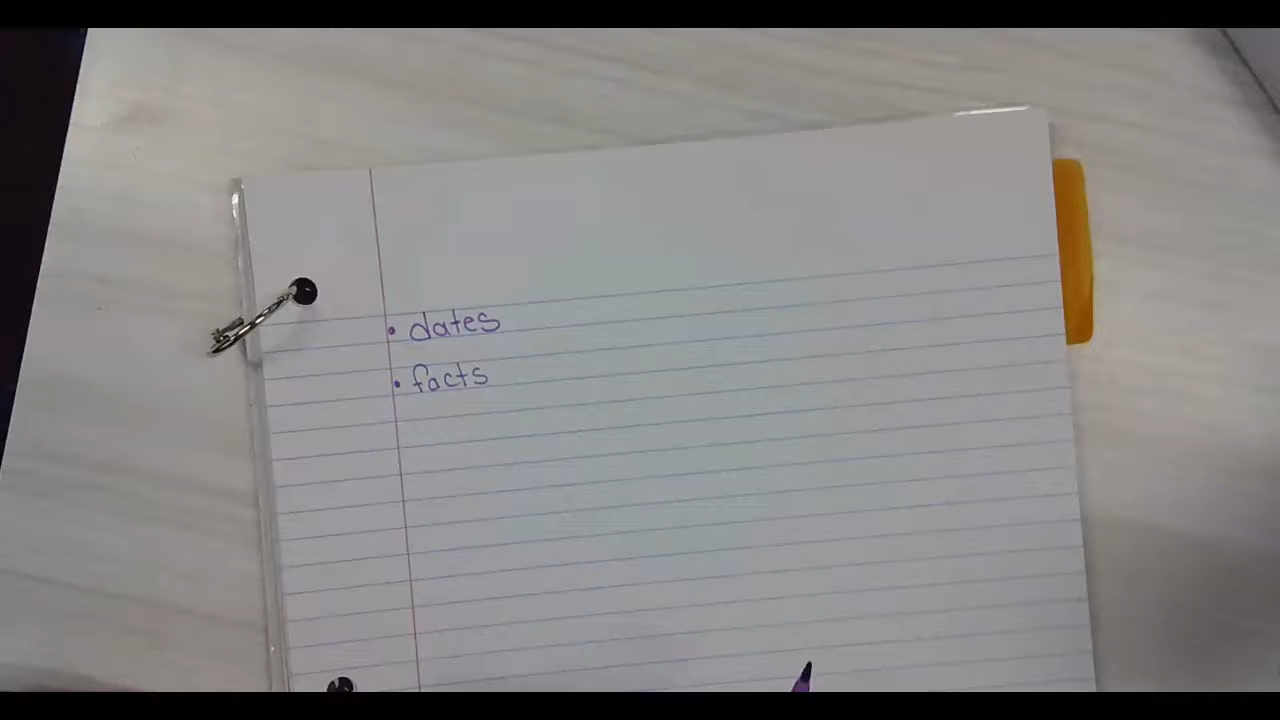 • dates
• facts